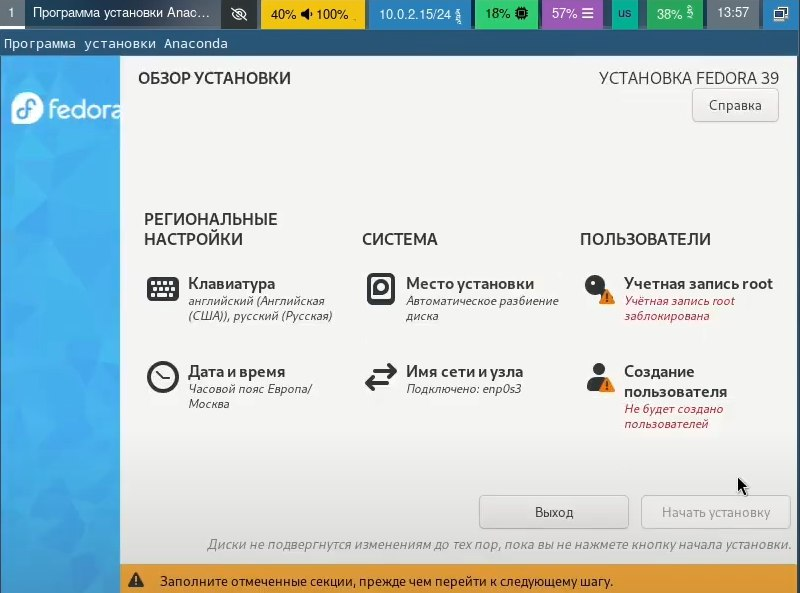 1 Программа установки Anac... 40% 100% 10.0.2.15/24 18% 57% us 38% 13:57
Программа установки Anaconda
fedora
ОБЗОР УСТАНОВКИ
УСТАНОВКА FEDORA 39
Справка
РЕГИОНАЛЬНЫЕ
НАСТРОЙКИ
Клавиатура
английский (Английская
(США)), русский (Русская)
Дата и время
Часовой пояс Европа/
Москва
СИСТЕМА
Место установки
Автоматическое разбиение
диска
Имя сети и узла
Подключено: enp0s3
ПОЛЬЗОВАТЕЛИ
Учетная запись root
Учётная запись root
заблокирована
Создание
пользователя
Не будет создано
пользователей
Выход
Начать установку
Диски не подвергнутся изменениям до тех пор, пока вы не нажмете кнопку начала установки.
Заполните отмеченные секции, прежде чем перейти к следующему шагу.